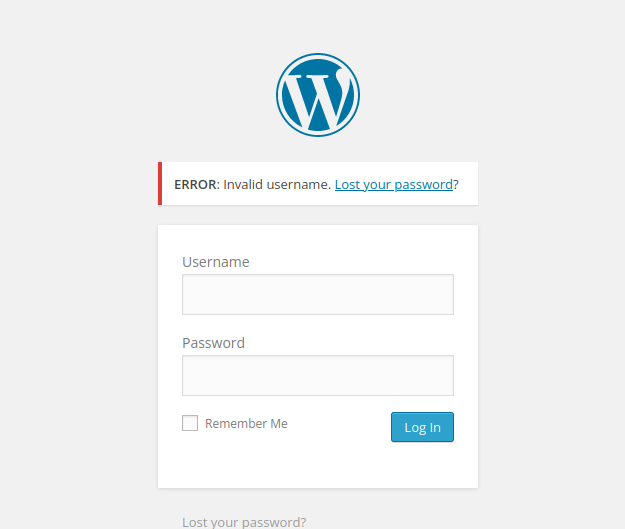 ERROR: Invalid username. Lost your password?
Username
Password
Remember Me
Log In
Lost your password?